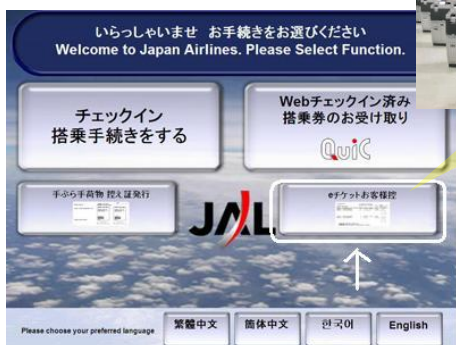 いらっしゃいませ お手続きをお選びください
Welcome to Japan Airlines. Please Select Function.
チェックイン
搭乗手続きをする
Webチェックイン済み
搭乗券のお受け取り
QuiC
手ぶら手荷物 控え証発行
eチケットお客様控
JAL
Please choose your preferred language
繁體中文
简体中文
한국어
English